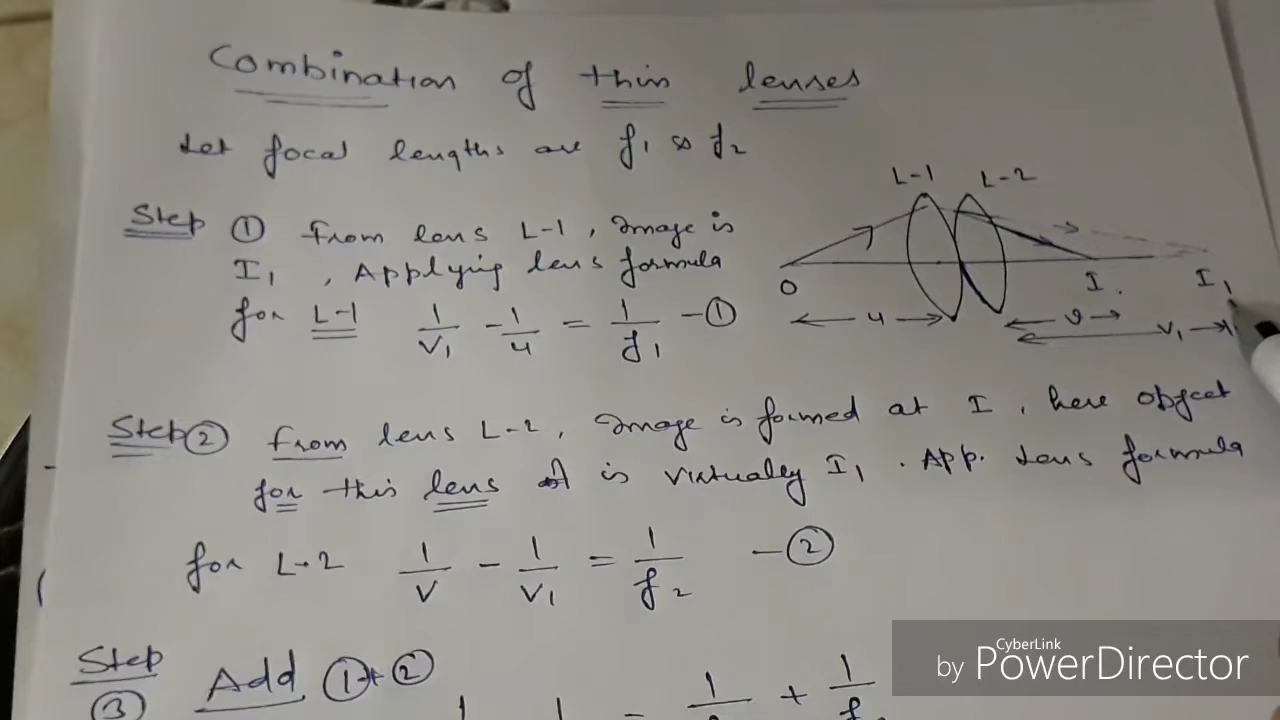 Combination of thin lenses
Let focal lengths are f₁ & f₂
Step ① From lens L-1, Image is
I₁, Applying lens formula
for L-1 1/V₁ - 1/u = 1/f₁ - ①
L-1 L-2
O I. I₁
u v V₁
Step ② From lens L-2, Image is formed at I, here object
for this lens is virtually I₁. App. Lens formula
for L-2 1/V - 1/V₁ = 1/f₂ - ②
Step ③ Add ① + ②
CyberLink
by PowerDirector